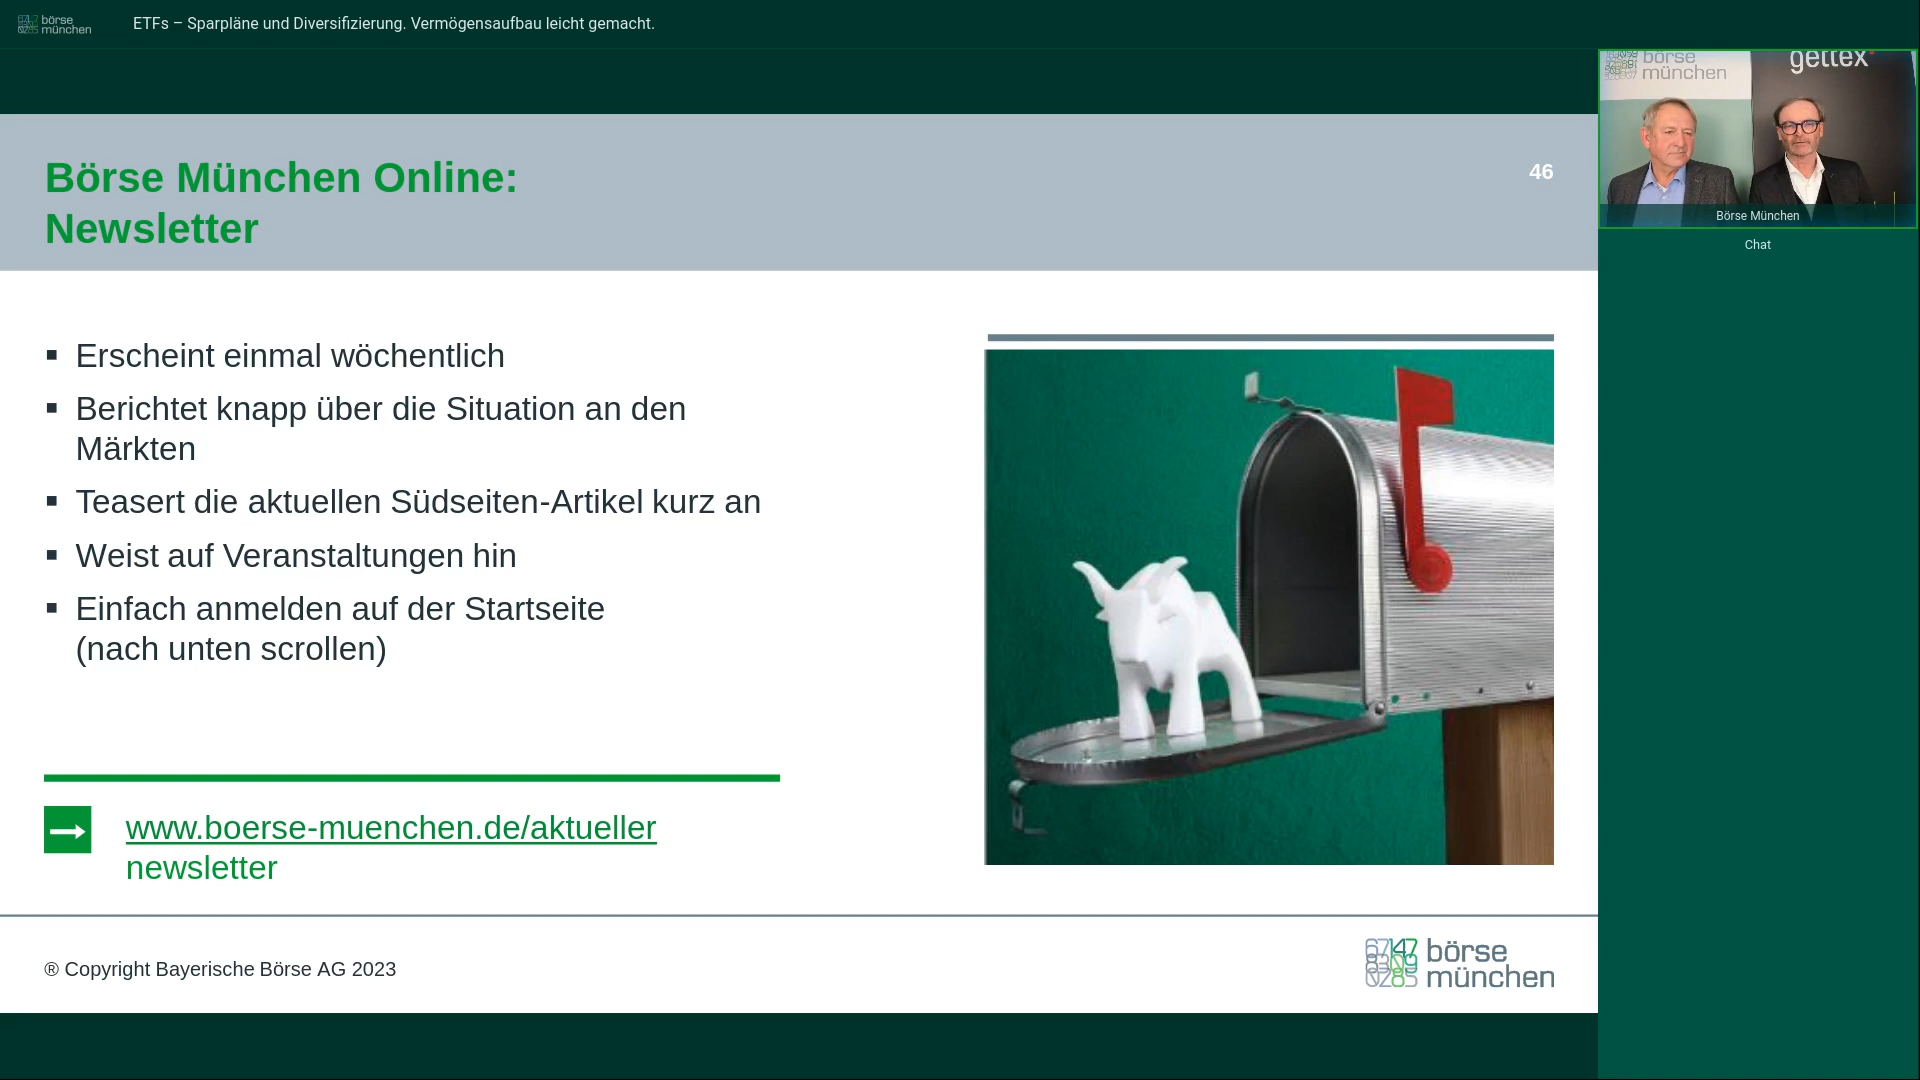 börse
münchen
ETFs – Sparpläne und Diversifizierung. Vermögensaufbau leicht gemacht.
börse
münchen
gettex
Börse München
Chat
Börse München Online:
Newsletter
46
▪ Erscheint einmal wöchentlich
▪ Berichtet knapp über die Situation an den
Märkten
▪ Teasert die aktuellen Südseiten-Artikel kurz an
▪ Weist auf Veranstaltungen hin
▪ Einfach anmelden auf der Startseite
(nach unten scrollen)
www.boerse-muenchen.de/aktueller
newsletter
® Copyright Bayerische Börse AG 2023
börse
münchen